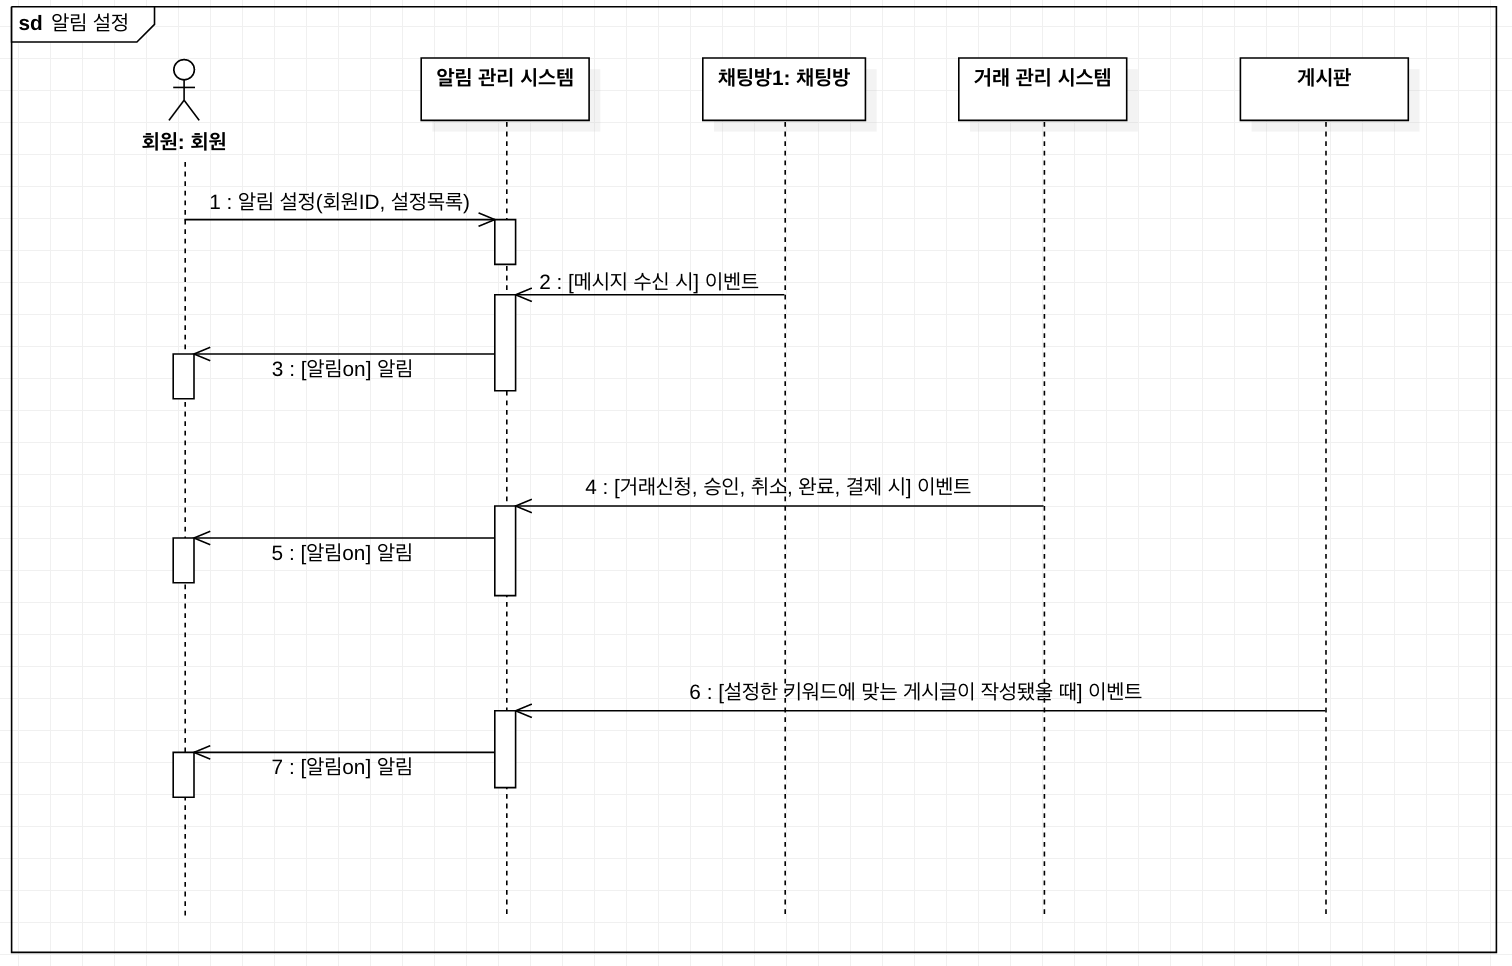 sd 알림 설정
회원: 회원
알림 관리 시스템
채팅방1: 채팅방
거래 관리 시스템
게시판
1 : 알림 설정(회원ID, 설정목록)
2 : [메시지 수신 시] 이벤트
3 : [알림on] 알림
4 : [거래신청, 승인, 취소, 완료, 결제 시] 이벤트
5 : [알림on] 알림
6 : [설정한 키워드에 맞는 게시글이 작성됐을 때] 이벤트
7 : [알림on] 알림